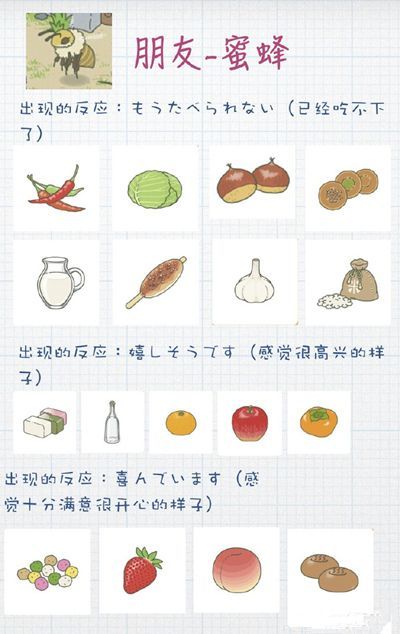 朋友-蜜蜂
出现的反应：もうたべられない（已经吃不下
了）
米
出现的反应：嬉しそうです（感觉很高兴的样
子）
出现的反应：喜んでいます（感
觉十分满意很开心的样子）